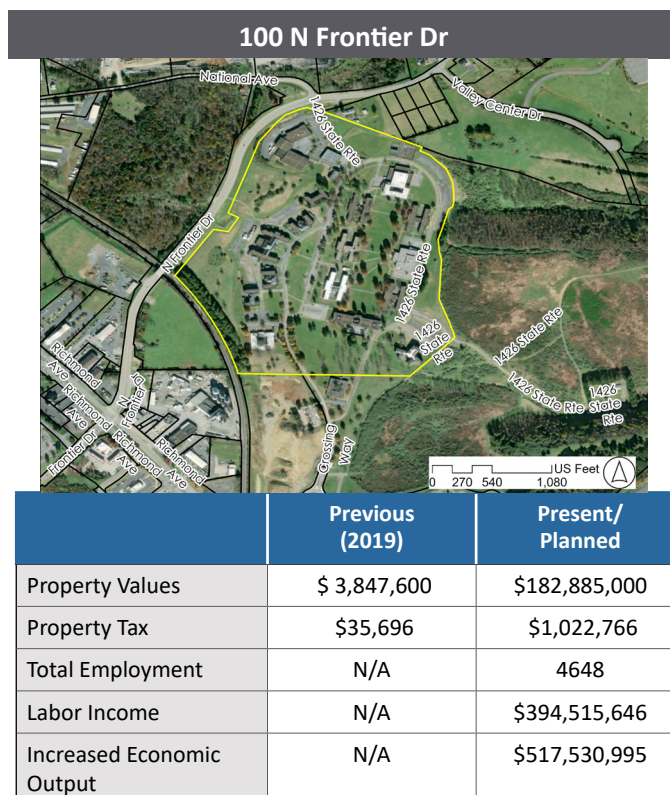 100 N Frontier Dr
National Ave
1426 State Rte
Valley Center Dr
N Frontier Dr
1426 State Rte
1426
State
Rte
1426 State Rte
1426 State Rte
1426
State
Rte
Richmond
Ave
Richmond
Ave
Frontier Dr
N
Frontier
Dr
Richmond
Ave
Richmond
Ave
Crossing
Way
US Feet
0 270 540 1,080
Previous
(2019)
Present/
Planned
Property Values $ 3,847,600 $182,885,000
Property Tax $35,696 $1,022,766
Total Employment N/A 4648
Labor Income N/A $394,515,646
Increased Economic
Output N/A $517,530,995